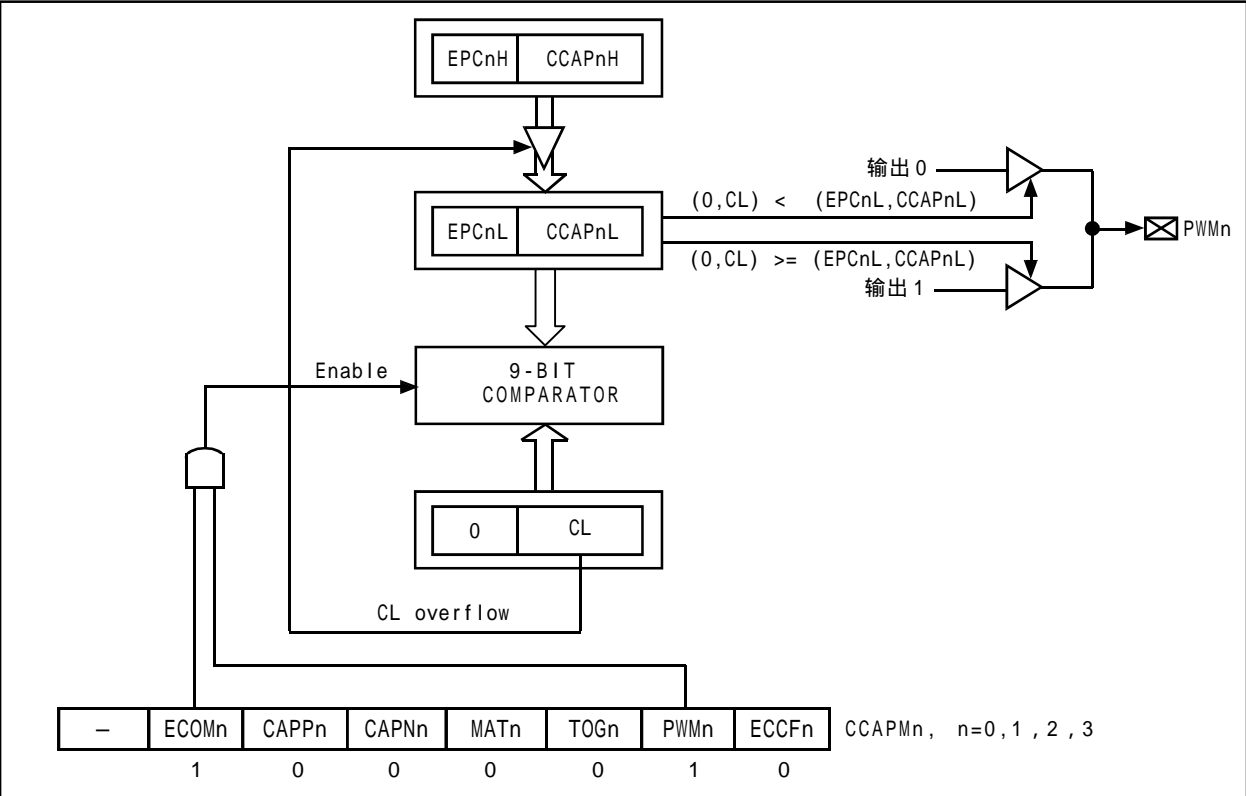 EPCnH CCAPnH
输出0
(0,CL) < (EPCnL,CCAPnL)
EPCnL CCAPnL
PWMn
(0,CL) >= (EPCnL,CCAPnL)
输出1
Enable
9-BIT
COMPARATOR
0 CL
CL overflow
— ECOMn CAPPn CAPNn MATn TOGn PWMn ECCFn CCAPMn, n=0,1,2,3
1 0 0 0 0 1 0